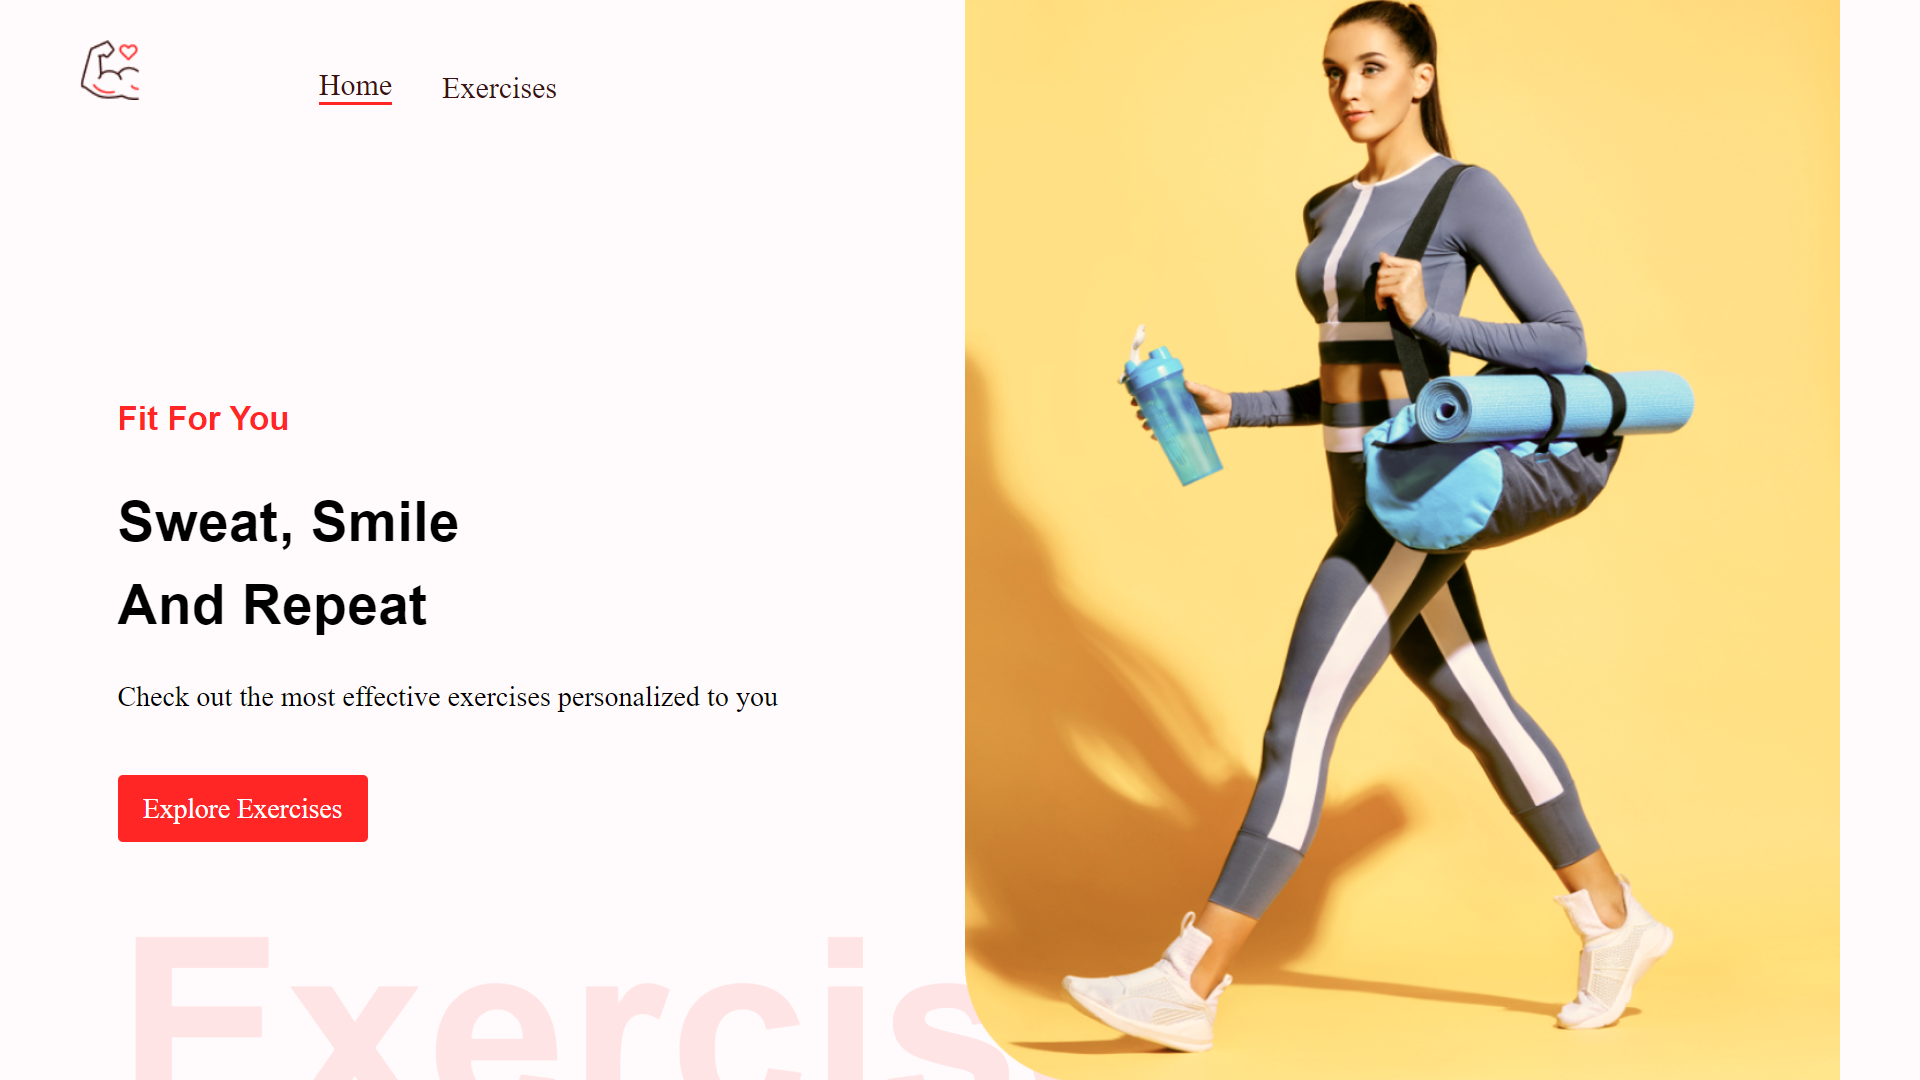 Home
Exercises
Fit For You
Sweat, Smile
And Repeat
Check out the most effective exercises personalized to you
Explore Exercises
Exercis